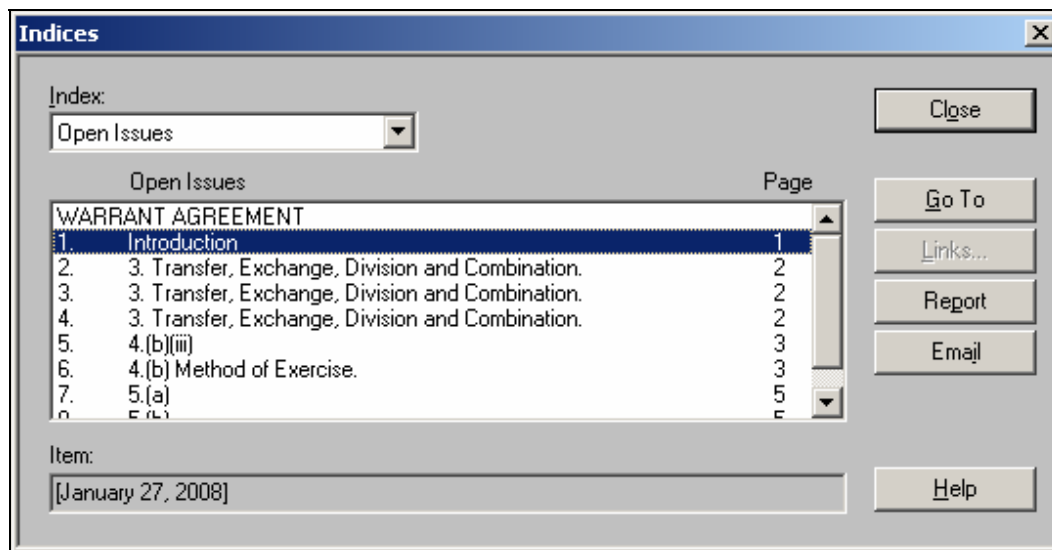 Indices
Index:
Open Issues
Close
Open Issues Page
WARRANT AGREEMENT
1. Introduction 1
2. 3. Transfer, Exchange, Division and Combination. 2
3. 3. Transfer, Exchange, Division and Combination. 2
4. 3. Transfer, Exchange, Division and Combination. 2
5. 4.(b)(iii) 3
6. 4.(b) Method of Exercise. 3
7. 5.(a) 5
Go To
Links...
Report
Email
Item:
[January 27, 2008]
Help